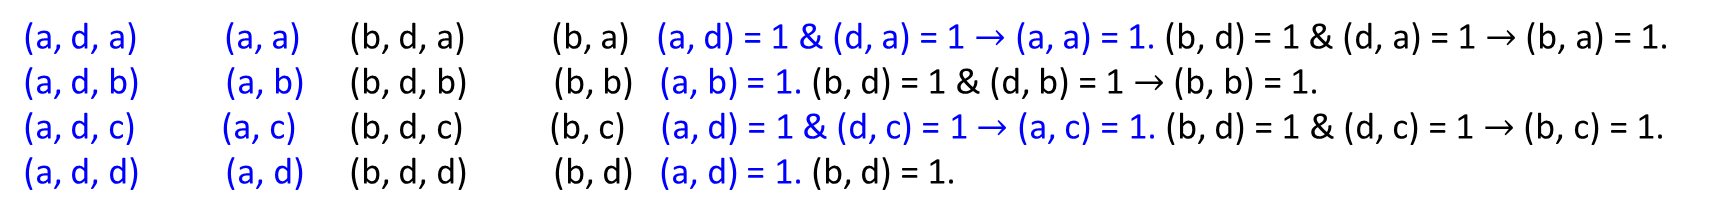 (a, d, a) (a, a) (b, d, a) (b, a) (a, d) = 1 & (d, a) = 1 → (a, a) = 1. (b, d) = 1 & (d, a) = 1 → (b, a) = 1.
(a, d, b) (a, b) (b, d, b) (b, b) (a, b) = 1. (b, d) = 1 & (d, b) = 1 → (b, b) = 1.
(a, d, c) (a, c) (b, d, c) (b, c) (a, d) = 1 & (d, c) = 1 → (a, c) = 1. (b, d) = 1 & (d, c) = 1 → (b, c) = 1.
(a, d, d) (a, d) (b, d, d) (b, d) (a, d) = 1. (b, d) = 1.